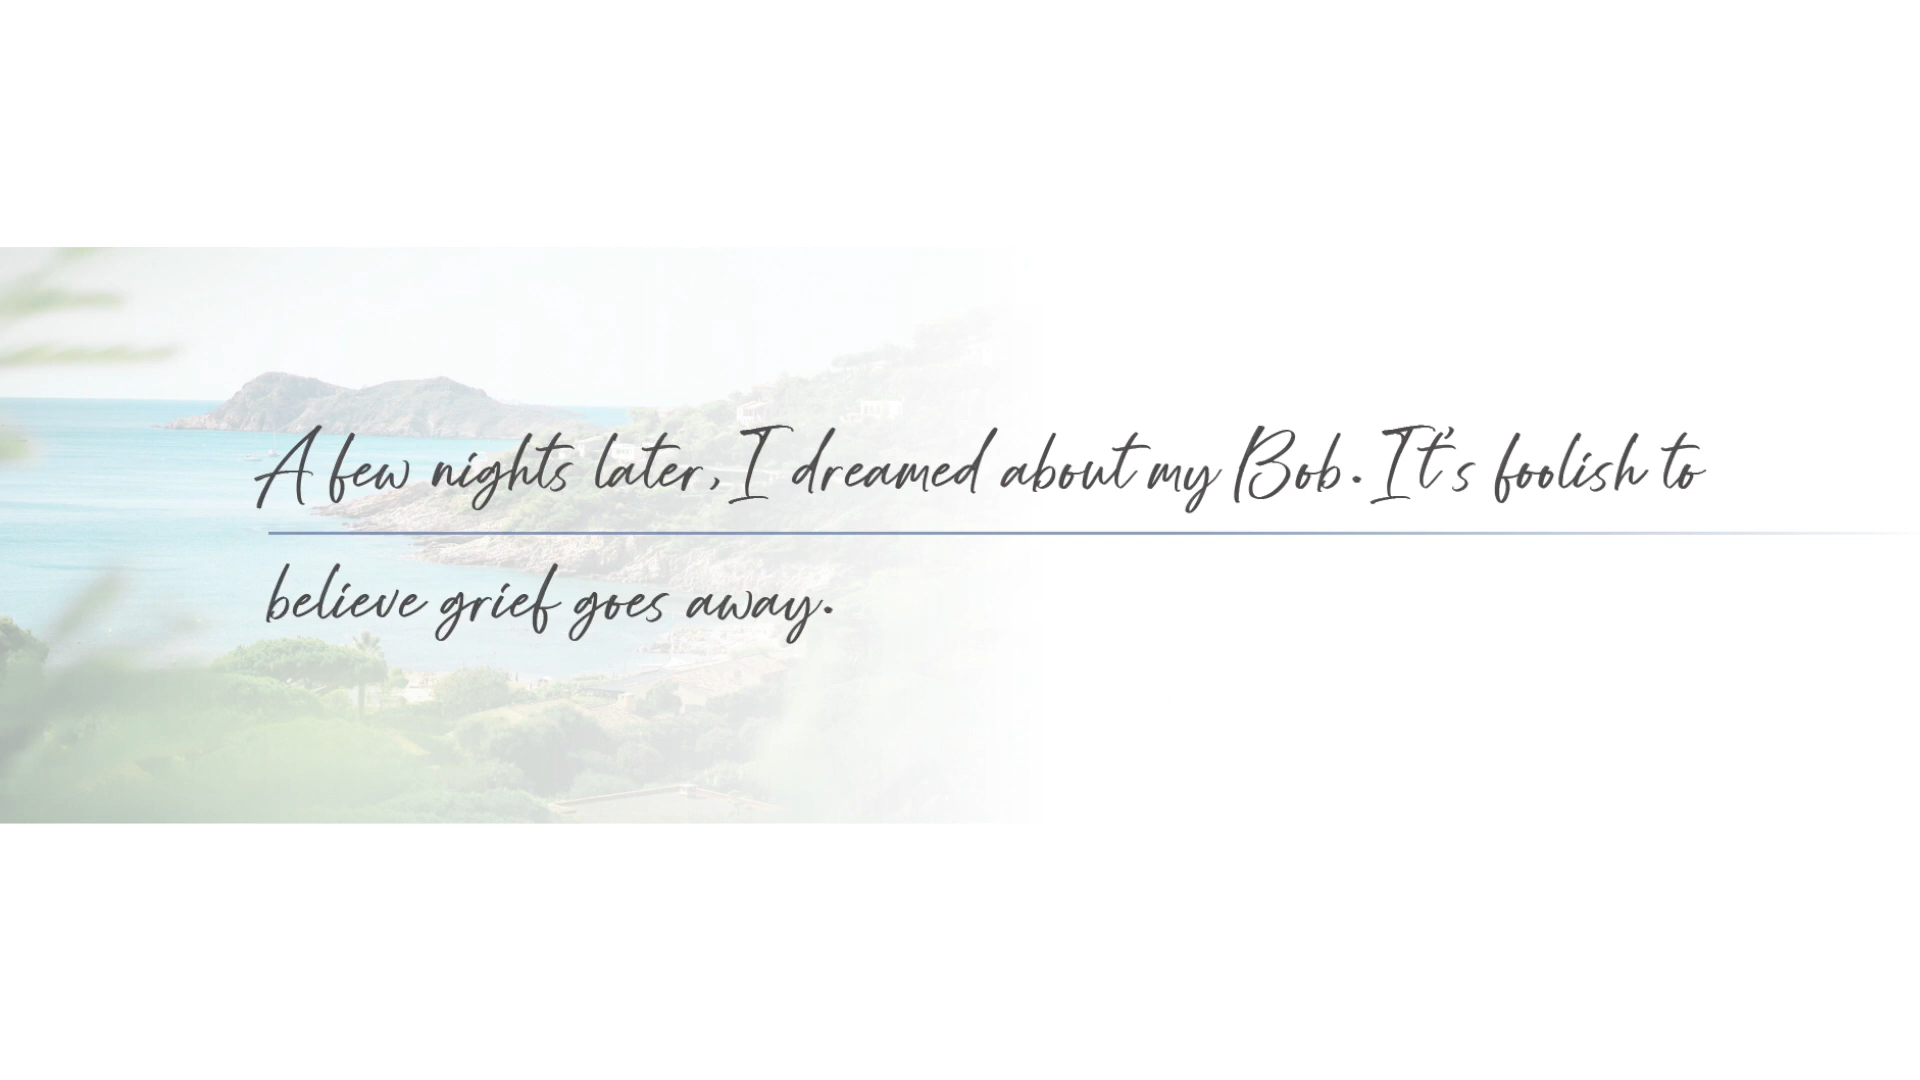 A few nights later, I dreamed about my Bob. It's foolish to
believe grief goes away.